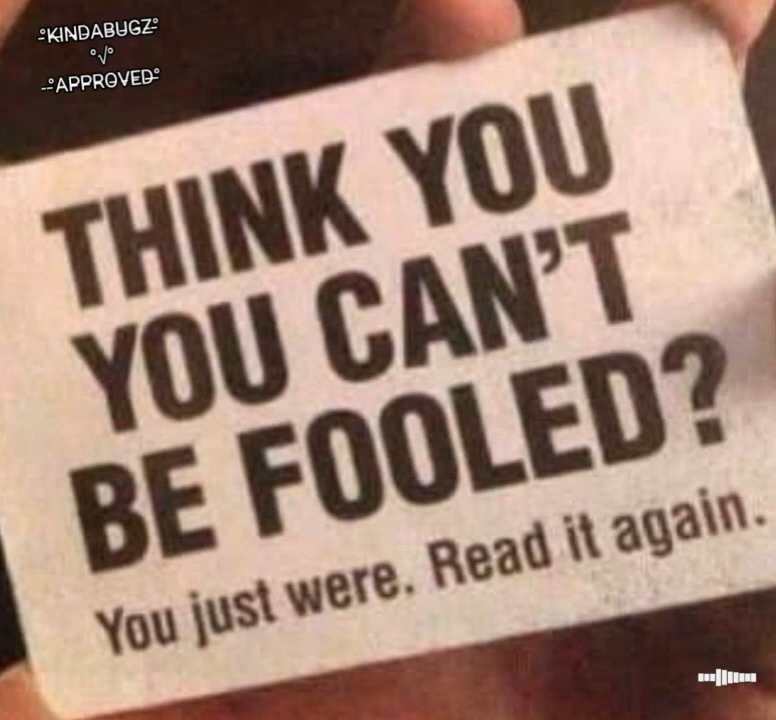 °KINDABUGZ°
°√°
-°APPROVED°
THINK YOU
YOU CAN'T
BE FOOLED?
You just were. Read it again.